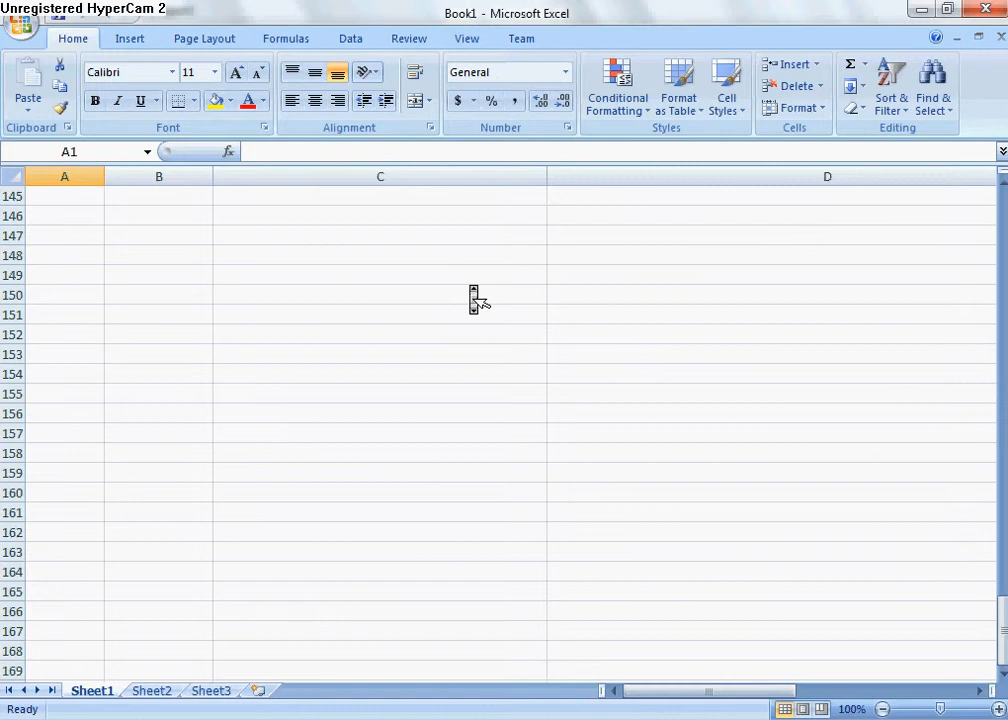 Unregistered HyperCam 2
Book1 - Microsoft Excel
Home Insert Page Layout Formulas Data Review View Team
Paste
Calibri 11
General
Conditional Formatting
Format as Table
Cell Styles
Insert
Delete
Format
Sort & Filter
Find & Select
Clipboard Font Alignment Number Styles Cells Editing
A1 fx
A B C D
145
146
147
148
149
150
151
152
153
154
155
156
157
158
159
160
161
162
163
164
165
166
167
168
169
Sheet1 Sheet2 Sheet3
Ready 100%